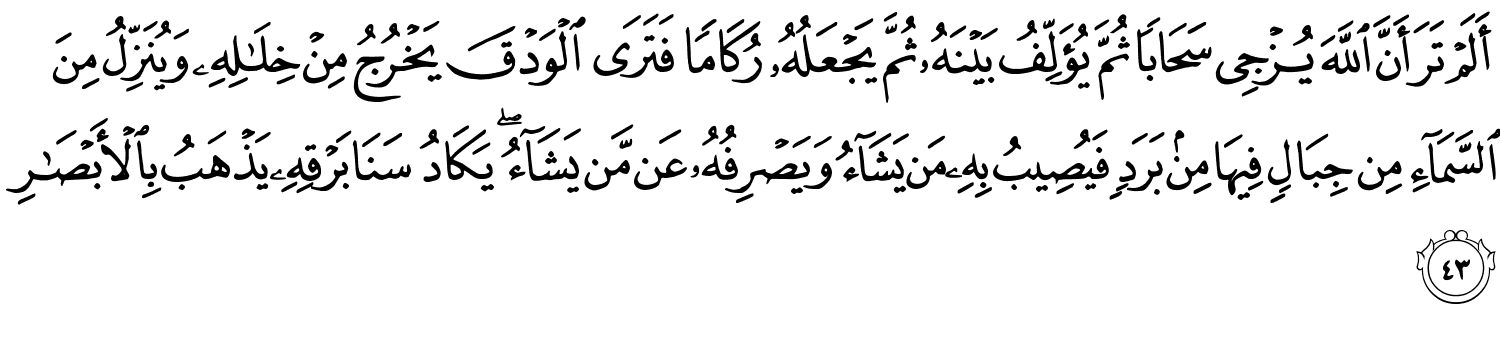 أَلَمْ تَرَ أَنَّ ٱللَّهَ يُزْجِى سَحَابًا ثُمَّ يُؤَلِّفُ بَيْنَهُۥ ثُمَّ يَجْعَلُهُۥ رُكَامًا فَتَرَى ٱلْوَدْقَ يَخْرُجُ مِنْ خِلَـٰلِهِۦ وَيُنَزِّلُ مِنَ
ٱلسَّمَآءِ مِن جِبَالٍ فِيهَا مِنۢ بَرَدٍ فَيُصِيبُ بِهِۦ مَن يَشَآءُ وَيَصْرِفُهُۥ عَن مَّن يَشَآءُ ۖ يَكَادُ سَنَا بَرْقِهِۦ يَذْهَبُ بِٱلْأَبْصَـٰرِ
٤٣